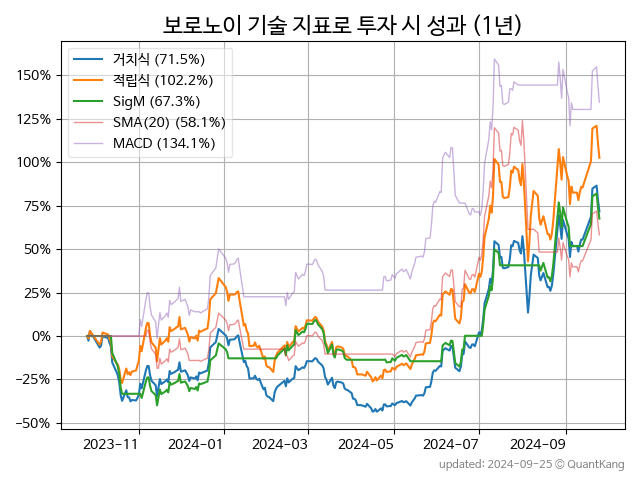 보로노이 기술 지표로 투자 시 성과 (1년)
거치식 (71.5%)
적립식 (102.2%)
SigM (67.3%)
SMA(20) (58.1%)
MACD (134.1%)
150%
125%
100%
75%
50%
25%
0%
−25%
−50%
2023-11 2024-01 2024-03 2024-05 2024-07 2024-09
updated: 2024-09-25 © QuantKang